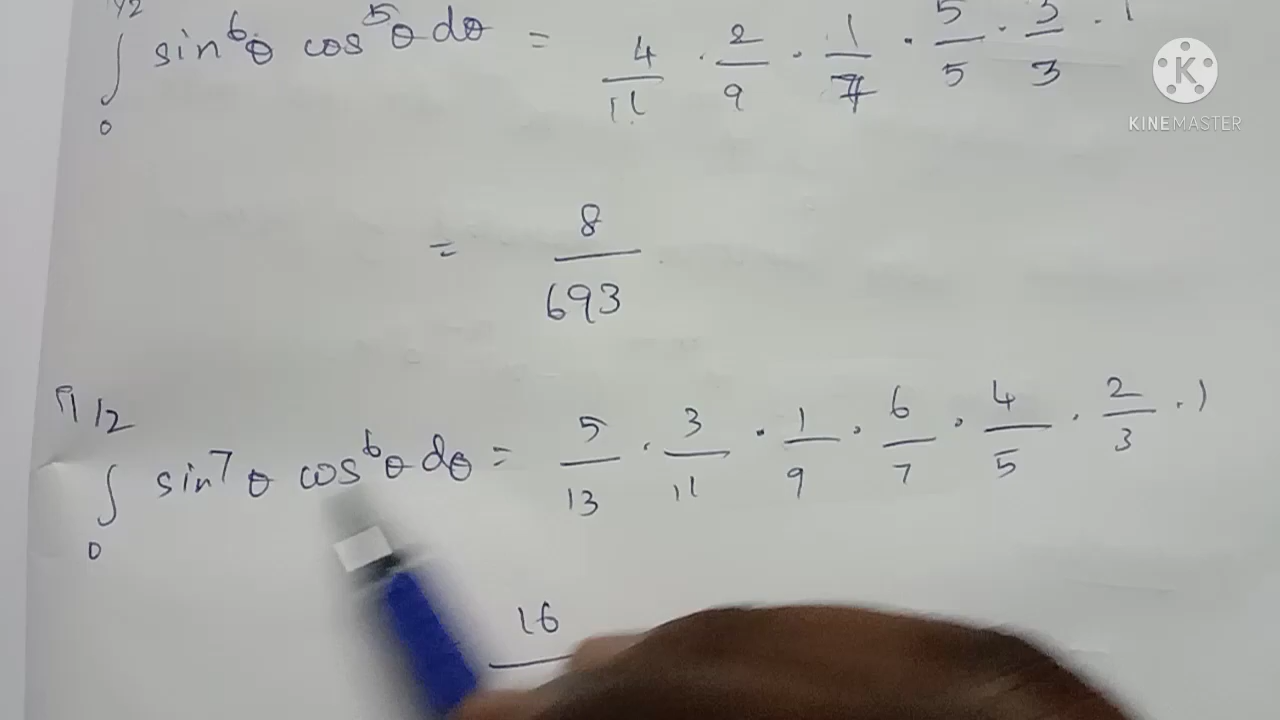 ∫₀^{π/2} sin⁶θ cos⁵θ dθ = 4/11 · 2/9 · 1/7 · 5/5 · 3/3 · 1
KINEMASTER
= 8/693
∫₀^{π/2} sin⁷θ cos⁶θ dθ = 5/13 · 3/11 · 1/9 · 6/7 · 4/5 · 2/3 · 1
16